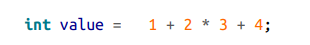 int value =   1 + 2 * 3 + 4;